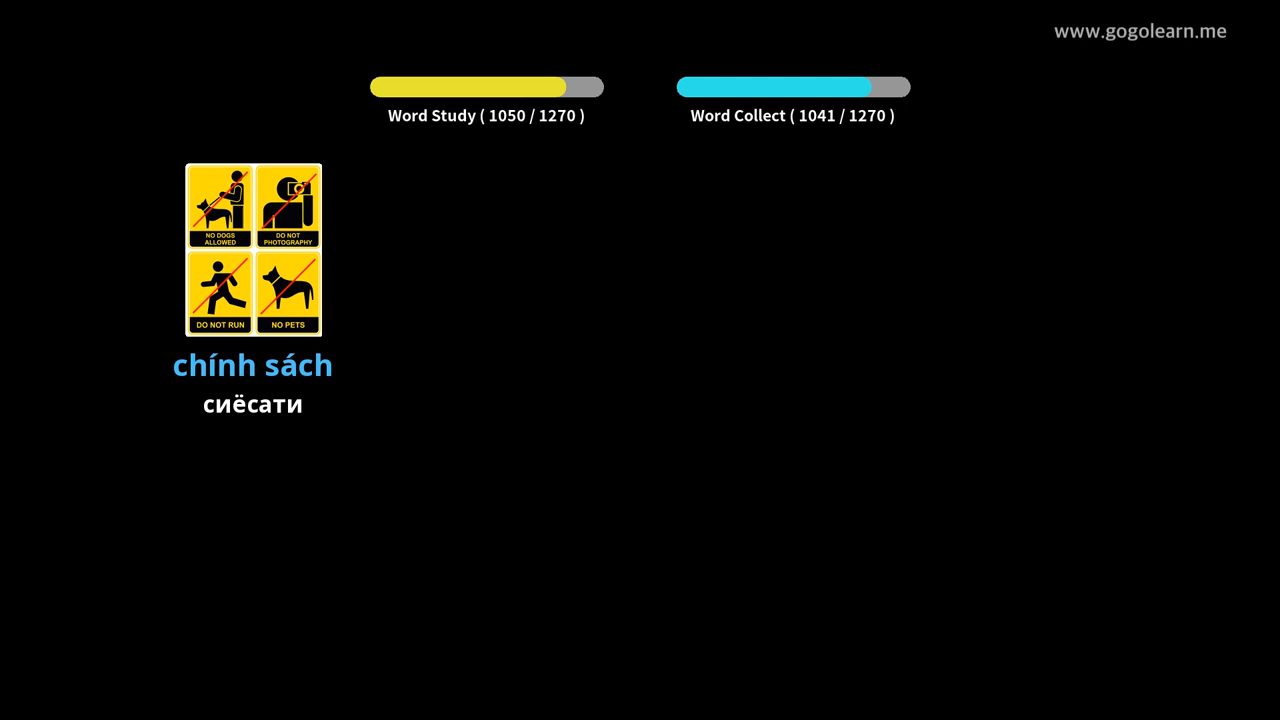 www.gogolearn.me
Word Study ( 1050 / 1270 )
Word Collect ( 1041 / 1270 )
NO DOGS
ALLOWED
DO NOT
PHOTOGRAPHY
DO NOT RUN
NO PETS
chính sách
сиёсати